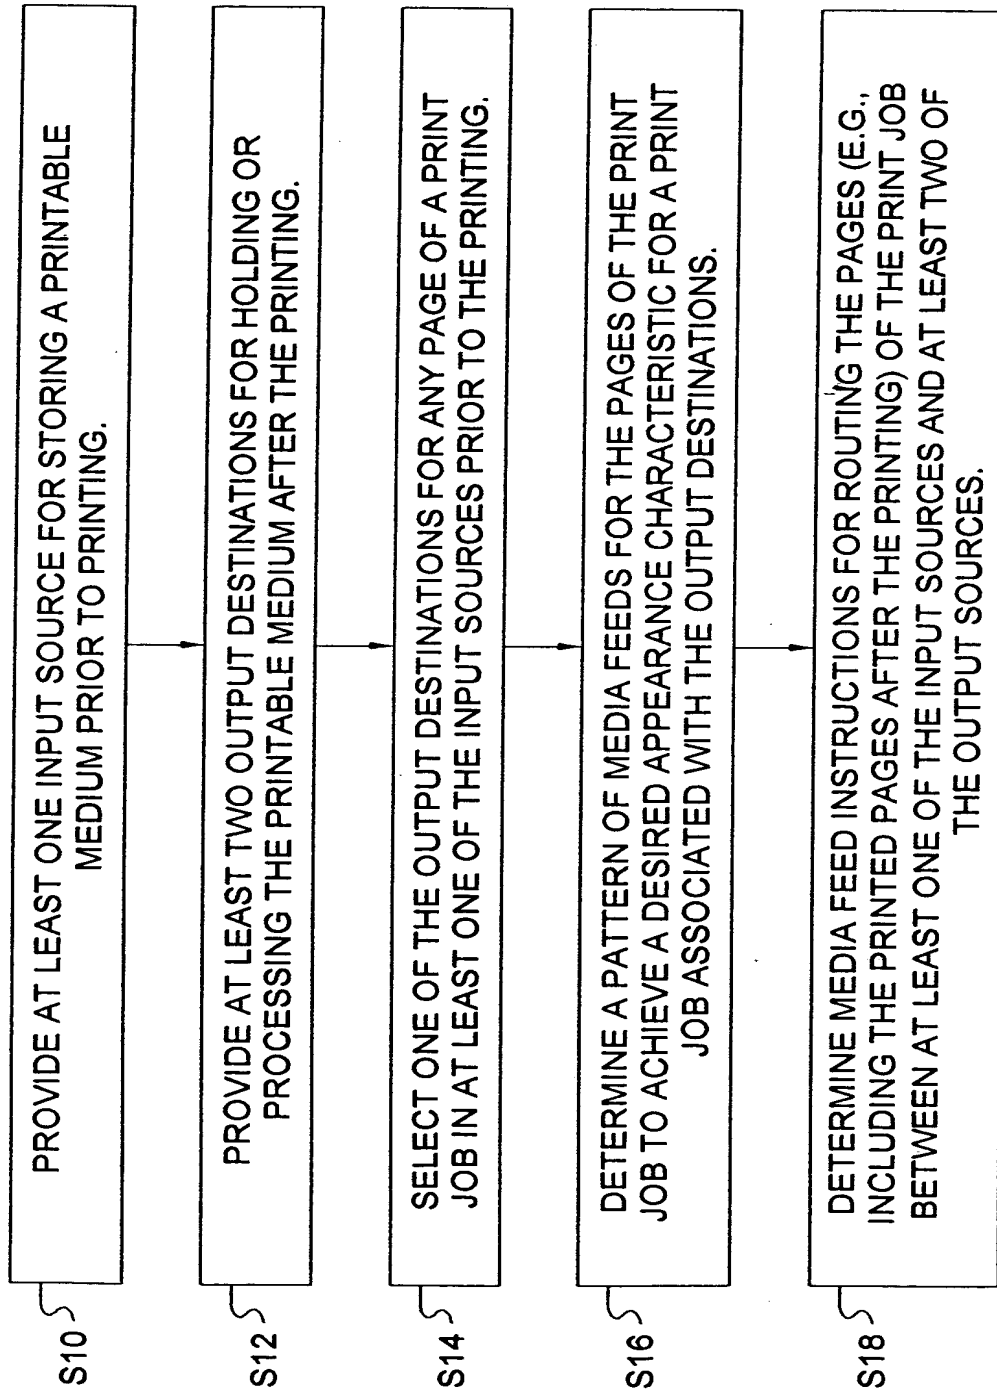 S10
PROVIDE AT LEAST ONE INPUT SOURCE FOR STORING A PRINTABLE
MEDIUM PRIOR TO PRINTING.
S12
PROVIDE AT LEAST TWO OUTPUT DESTINATIONS FOR HOLDING OR
PROCESSING THE PRINTABLE MEDIUM AFTER THE PRINTING.
S14
SELECT ONE OF THE OUTPUT DESTINATIONS FOR ANY PAGE OF A PRINT
JOB IN AT LEAST ONE OF THE INPUT SOURCES PRIOR TO THE PRINTING.
S16
DETERMINE A PATTERN OF MEDIA FEEDS FOR THE PAGES OF THE PRINT
JOB TO ACHIEVE A DESIRED APPEARANCE CHARACTERISTIC FOR A PRINT
JOB ASSOCIATED WITH THE OUTPUT DESTINATIONS.
S18
DETERMINE MEDIA FEED INSTRUCTIONS FOR ROUTING THE PAGES (E.G.,
INCLUDING THE PRINTED PAGES AFTER THE PRINTING) OF THE PRINT JOB
BETWEEN AT LEAST ONE OF THE INPUT SOURCES AND AT LEAST TWO OF
THE OUTPUT SOURCES.